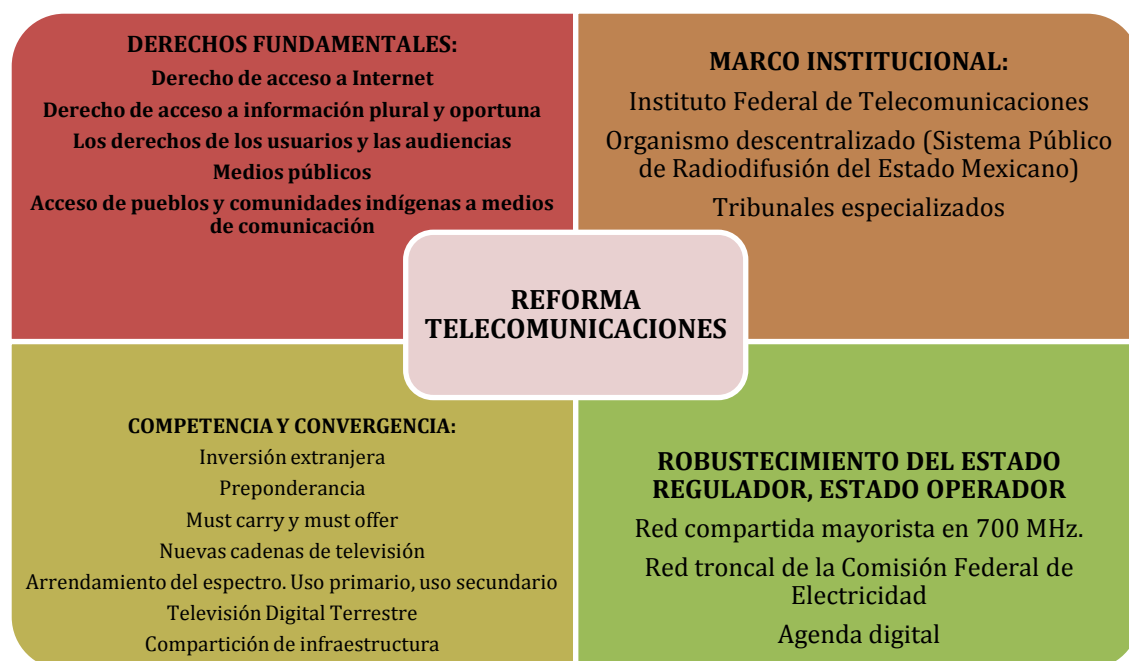 DERECHOS FUNDAMENTALES:
Derecho de acceso a Internet
Derecho de acceso a información plural y oportuna
Los derechos de los usuarios y las audiencias
Medios públicos
Acceso de pueblos y comunidades indígenas a medios
de comunicación
MARCO INSTITUCIONAL:
Instituto Federal de Telecomunicaciones
Organismo descentralizado (Sistema Público
de Radiodifusión del Estado Mexicano)
Tribunales especializados
REFORMA
TELECOMUNICACIONES
COMPETENCIA Y CONVERGENCIA:
Inversión extranjera
Preponderancia
Must carry y must offer
Nuevas cadenas de televisión
Arrendamiento del espectro. Uso primario, uso secundario
Televisión Digital Terrestre
Compartición de infraestructura
ROBUSTECIMIENTO DEL ESTADO
REGULADOR, ESTADO OPERADOR
Red compartida mayorista en 700 MHz.
Red troncal de la Comisión Federal de
Electricidad
Agenda digital